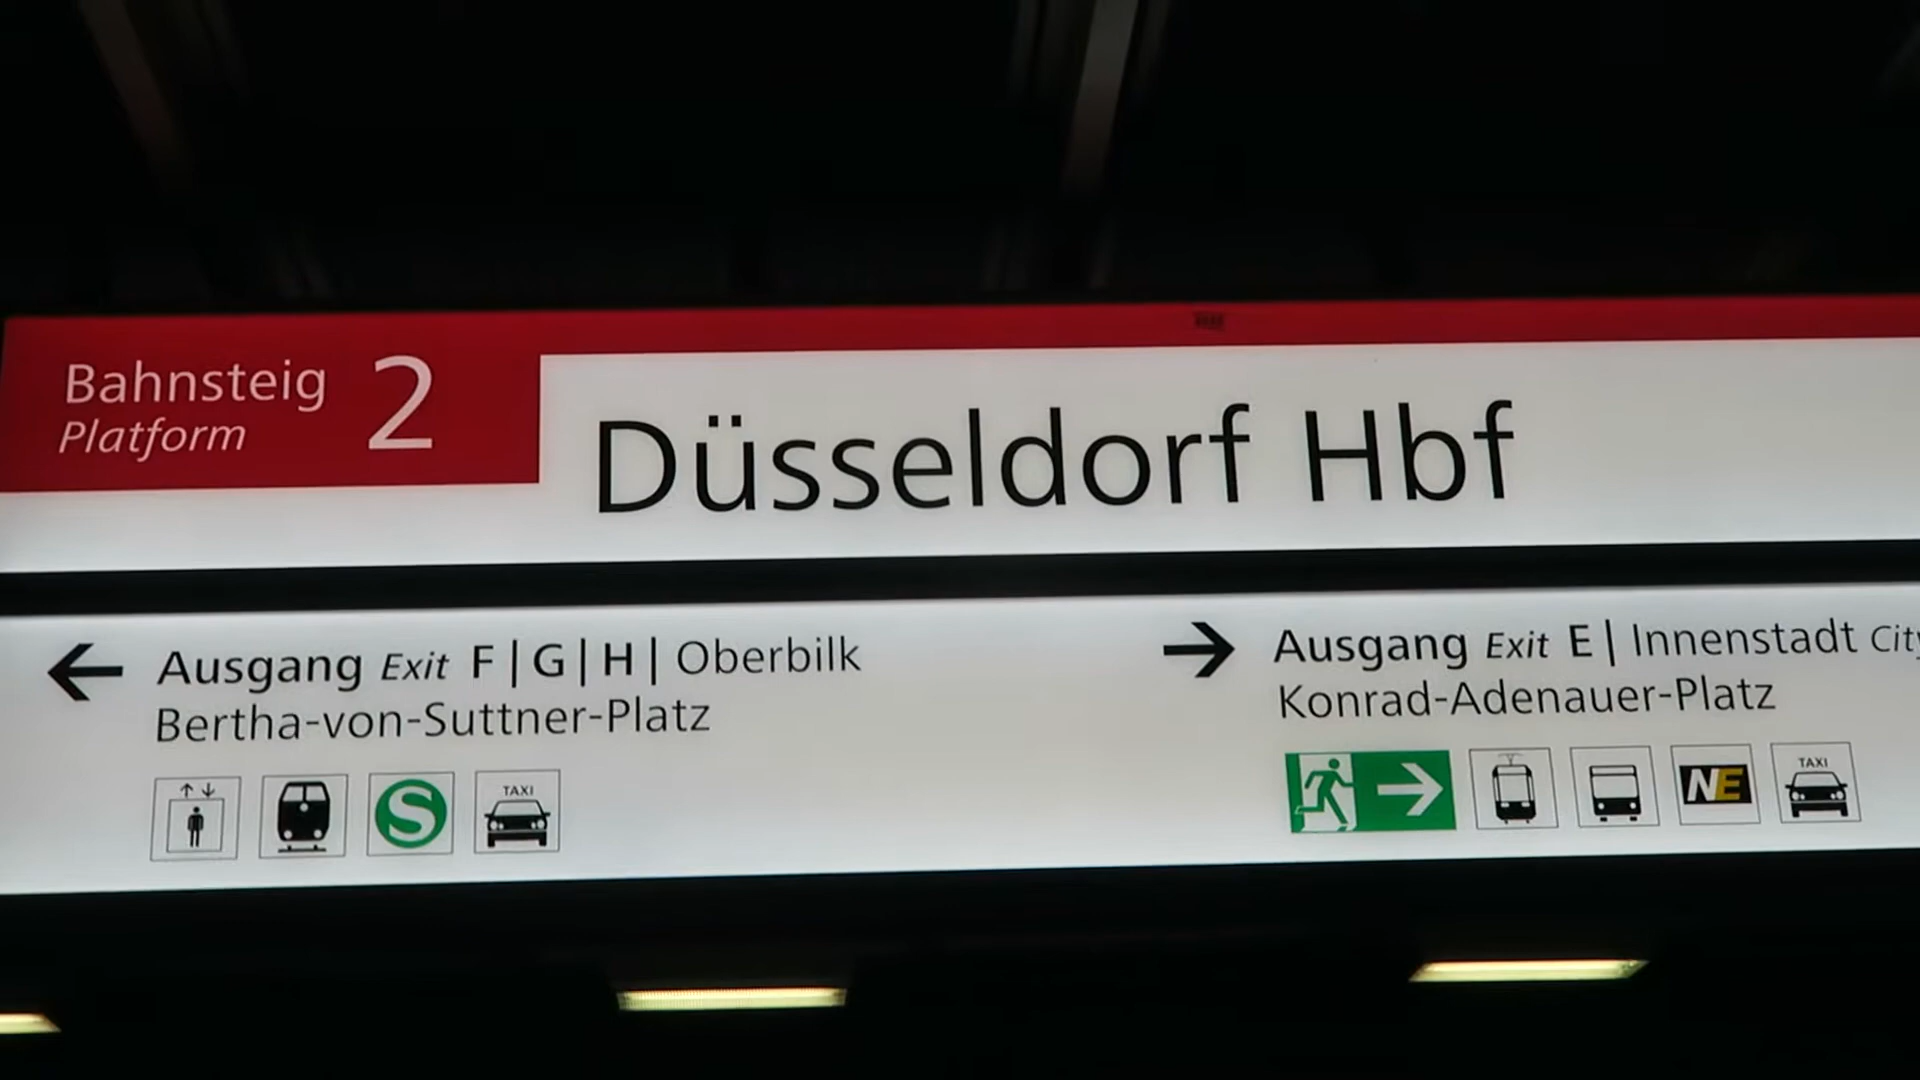 Bahnsteig 2
Platform
Düsseldorf Hbf
← Ausgang Exit F | G | H | Oberbilk
Bertha-von-Suttner-Platz
S TAXI
→ Ausgang Exit E | Innenstadt City
Konrad-Adenauer-Platz
→ NE TAXI